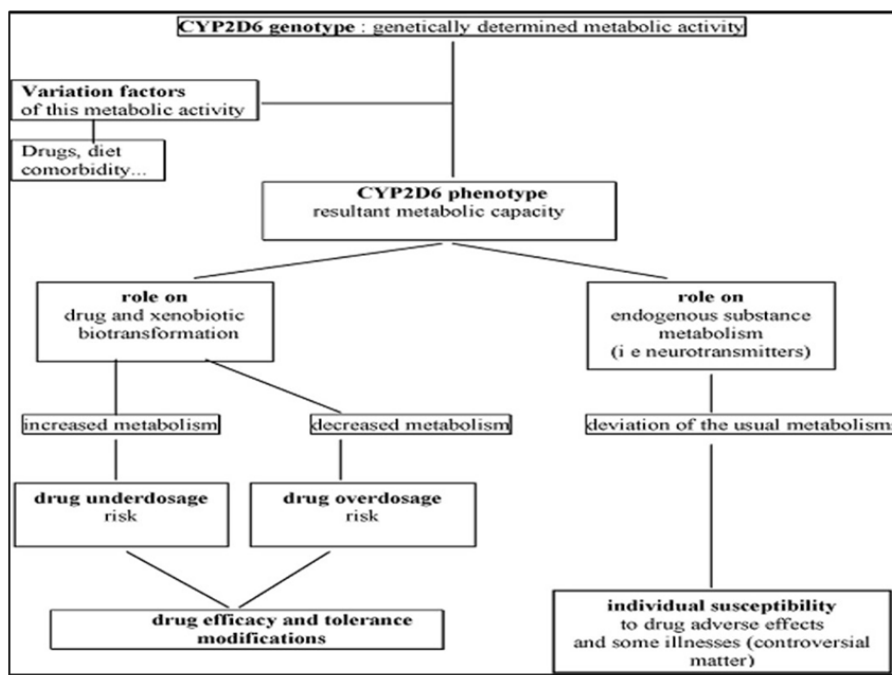 CYP2D6 genotype : genetically determined metabolic activity
Variation factors
of this metabolic activity
Drugs, diet
comorbidity...
CYP2D6 phenotype
resultant metabolic capacity
role on
drug and xenobiotic
biotransformation
role on
endogenous substance
metabolism
(i e neurotransmitters)
increased metabolism
decreased metabolism
deviation of the usual metabolism
drug underdosage
risk
drug overdosage
risk
drug efficacy and tolerance
modifications
individual susceptibility
to drug adverse effects
and some illnesses (controversial
matter)